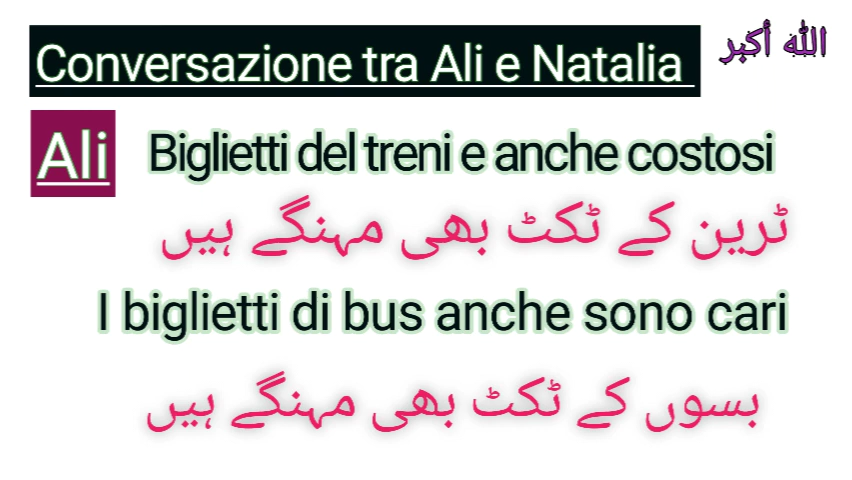 Conversazione tra Ali e Natalia
الله أكبر
Ali
Biglietti del treni e anche costosi
ٹرین کے ٹکٹ بھی مہنگے ہیں
I biglietti di bus anche sono cari
بسوں کے ٹکٹ بھی مہنگے ہیں